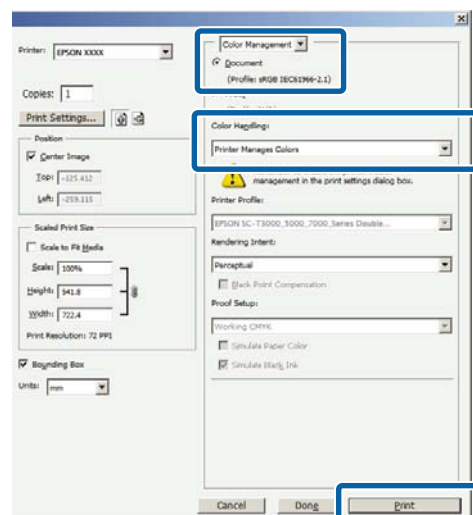 Printer: EPSON XXXX
Copies: 1
Print Settings...
Position
Center Image
Top: -125.412
Left: -259.115
Scaled Print Size
Scale to Fit Media
Scale: 100%
Height: 541.8
Width: 722.4
Print Resolution: 72 PPI
Bounding Box
Units: mm
Color Management
Document
(Profile: sRGB IEC61966-2.1)
Color Handling:
Printer Manages Colors
management in the print settings dialog box.
Printer Profile:
EPSON SC-T3000_5000_7000_Series Double...
Rendering Intent:
Perceptual
Black Point Compensation
Proof Setup:
Working CMYK
Simulate Paper Color
Simulate Black Ink
Cancel
Done
Print